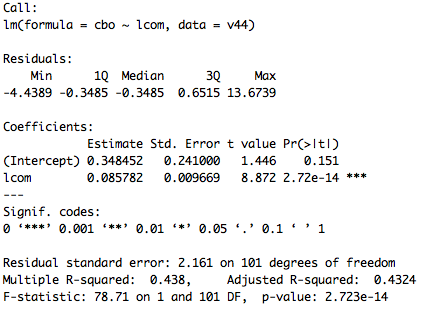 Call:
lm(formula = cbo ~ lcom, data = v44)
Residuals:
Min 1Q Median 3Q Max
-4.4389 -0.3485 -0.3485 0.6515 13.6739
Coefficients:
Estimate Std. Error t value Pr(>|t|)
(Intercept) 0.348452 0.241000 1.446 0.151
lcom 0.085782 0.009669 8.872 2.72e-14 ***
---
Signif. codes:
0 ‘***’ 0.001 ‘**’ 0.01 ‘*’ 0.05 ‘.’ 0.1 ‘ ’ 1
Residual standard error: 2.161 on 101 degrees of freedom
Multiple R-squared: 0.438, Adjusted R-squared: 0.4324
F-statistic: 78.71 on 1 and 101 DF, p-value: 2.723e-14